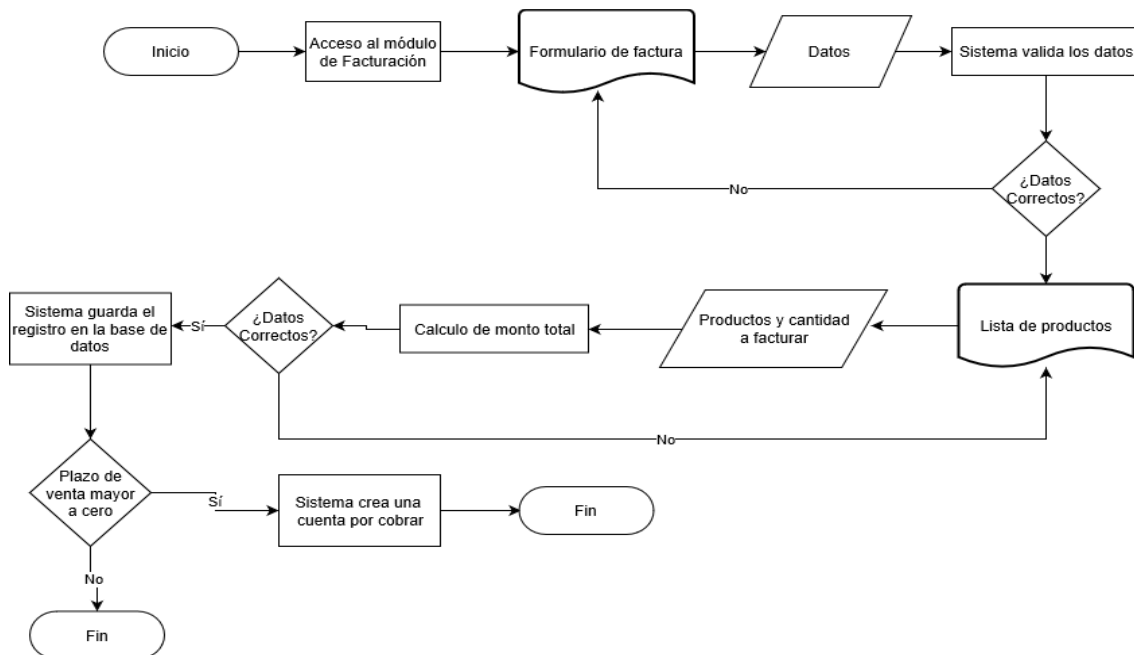 Inicio
Acceso al módulo
de Facturación
Formulario de factura
Datos
Sistema valida los datos
¿Datos
Correctos?
No
Lista de productos
Productos y cantidad
a facturar
Calculo de monto total
¿Datos
Correctos?
Sí
Sistema guarda el
registro en la base de
datos
No
Plazo de
venta mayor
a cero
Sí
Sistema crea una
cuenta por cobrar
Fin
No
Fin